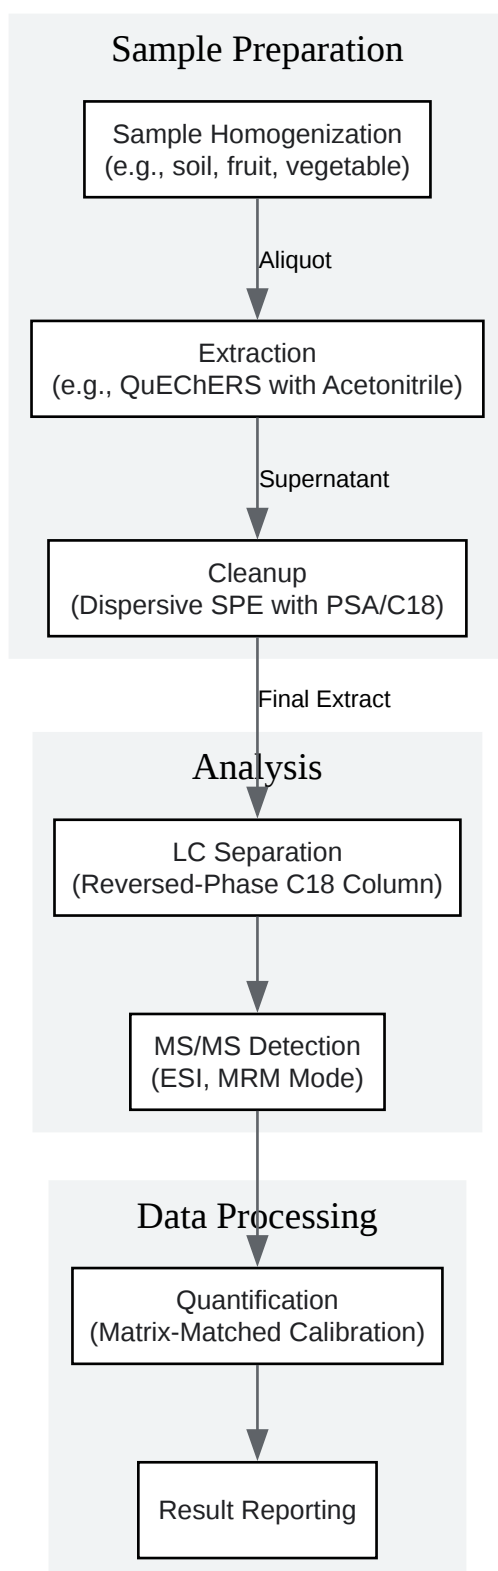 Sample Preparation
Sample Homogenization
(e.g., soil, fruit, vegetable)
Aliquot
Extraction
(e.g., QuEChERS with Acetonitrile)
Supernatant
Cleanup
(Dispersive SPE with PSA/C18)
Final Extract
Analysis
LC Separation
(Reversed-Phase C18 Column)
MS/MS Detection
(ESI, MRM Mode)
Data Processing
Quantification
(Matrix-Matched Calibration)
Result Reporting